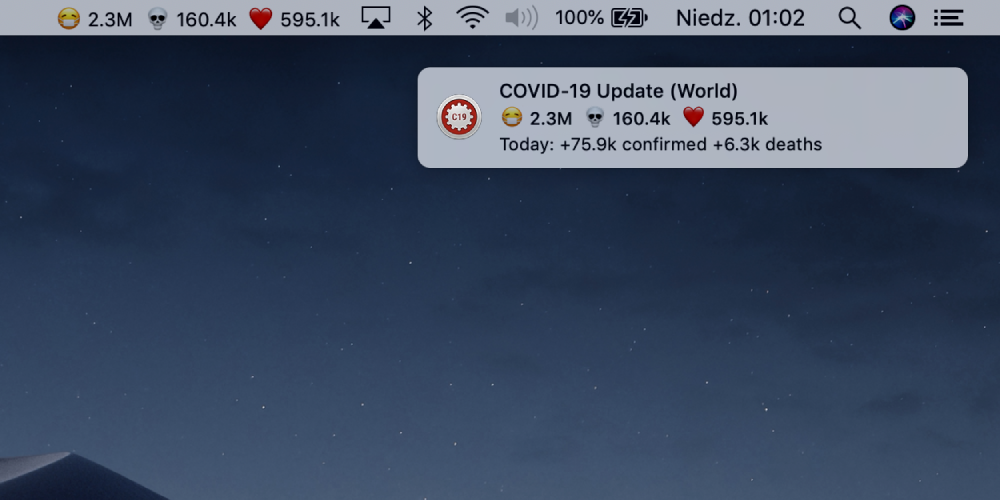 😷 2.3M 💀 160.4k ❤️ 595.1k 100% Niedz. 01:02
COVID-19 Update (World)
C19
😷 2.3M 💀 160.4k ❤️ 595.1k
Today: +75.9k confirmed +6.3k deaths